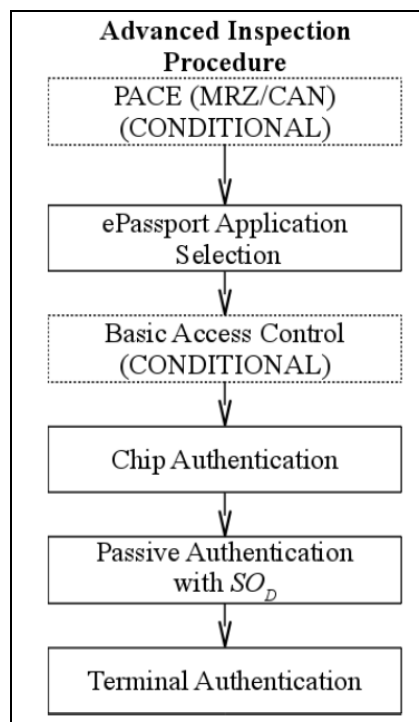 Advanced Inspection
Procedure
PACE (MRZ/CAN)
(CONDITIONAL)
ePassport Application
Selection
Basic Access Control
(CONDITIONAL)
Chip Authentication
Passive Authentication
with SO_D
Terminal Authentication